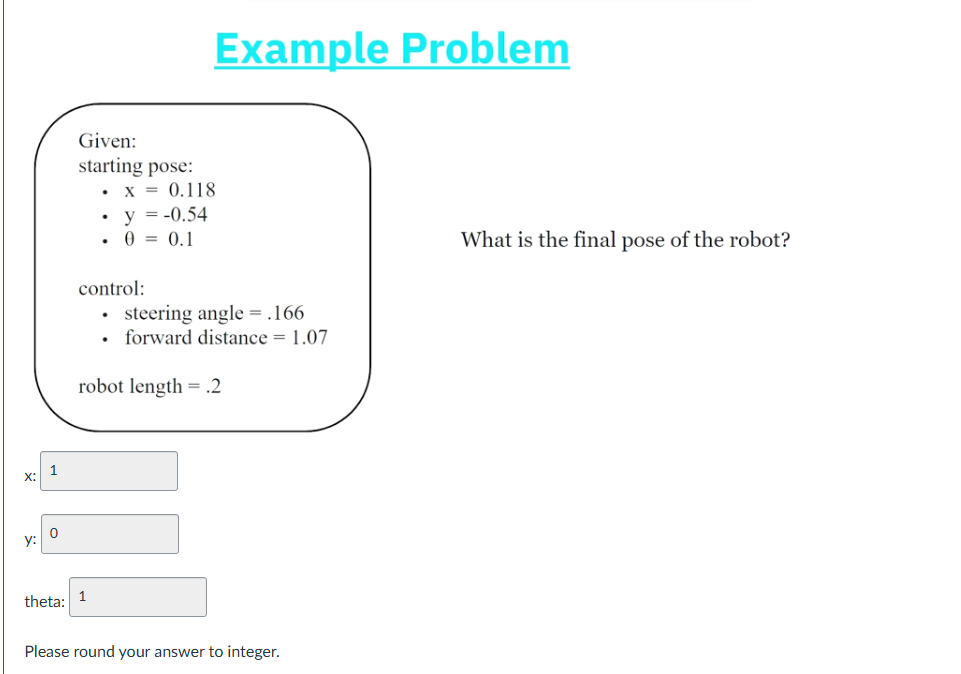 Example Problem
Given:
starting pose:
• x = 0.118
• y = -0.54
• θ = 0.1
control:
• steering angle = .166
• forward distance = 1.07
robot length = .2
What is the final pose of the robot?
x: 1
y: 0
theta: 1
Please round your answer to integer.